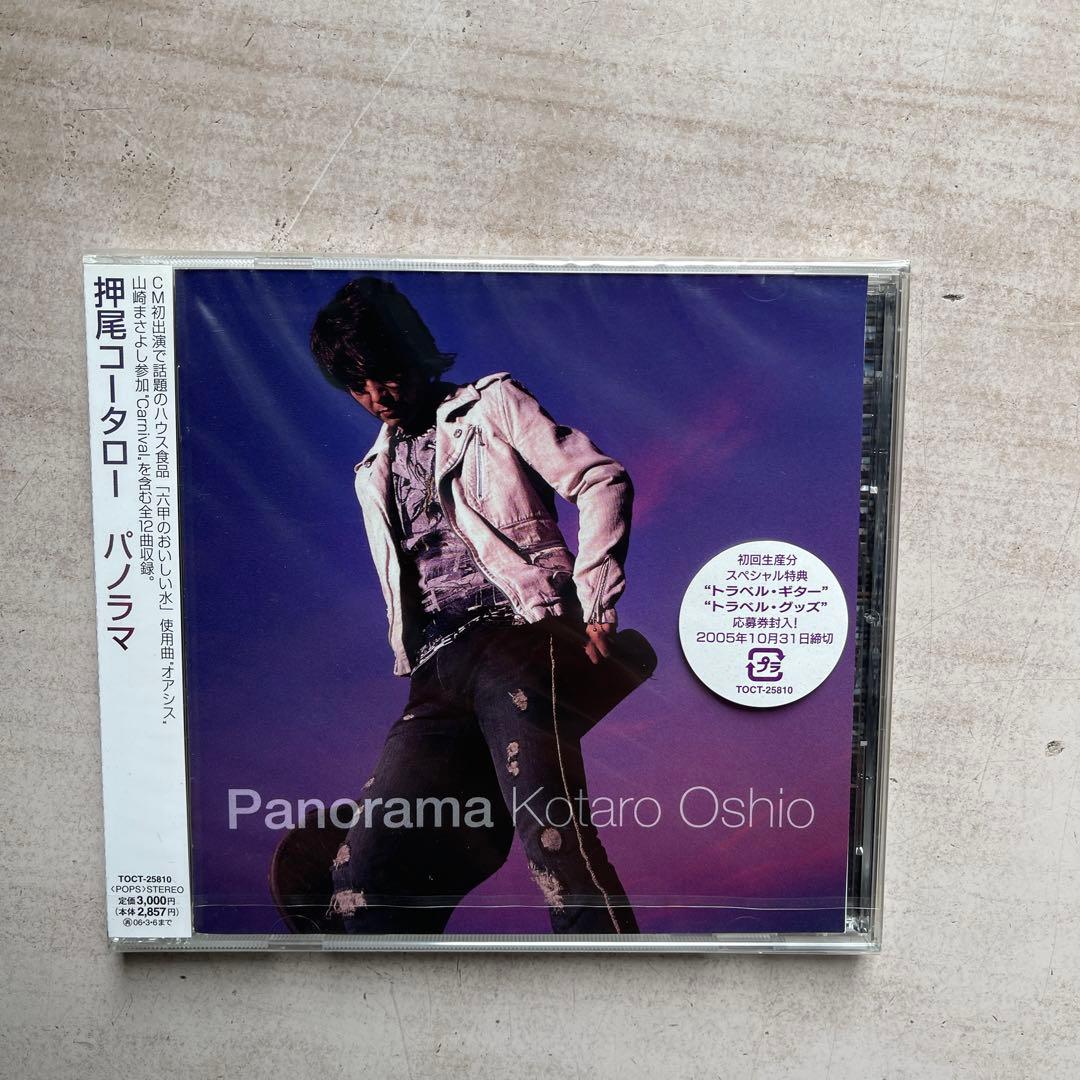 押尾コータロー パノラマ
CM初出演で話題のハウス食品「六甲のおいしい水」使用曲"オアシス"
山崎まさよし参加"Carnival"を含む全12曲収録。
TOCT-25810
〈POPS〉STEREO
定価3,000円
(本体2,857円)
再06・3・6まで
Panorama Kotaro Oshio
初回生産分
スペシャル特典
"トラベル・ギター"
"トラベル・グッズ"
応募券封入!
2005年10月31日締切
プラ
TOCT-25810